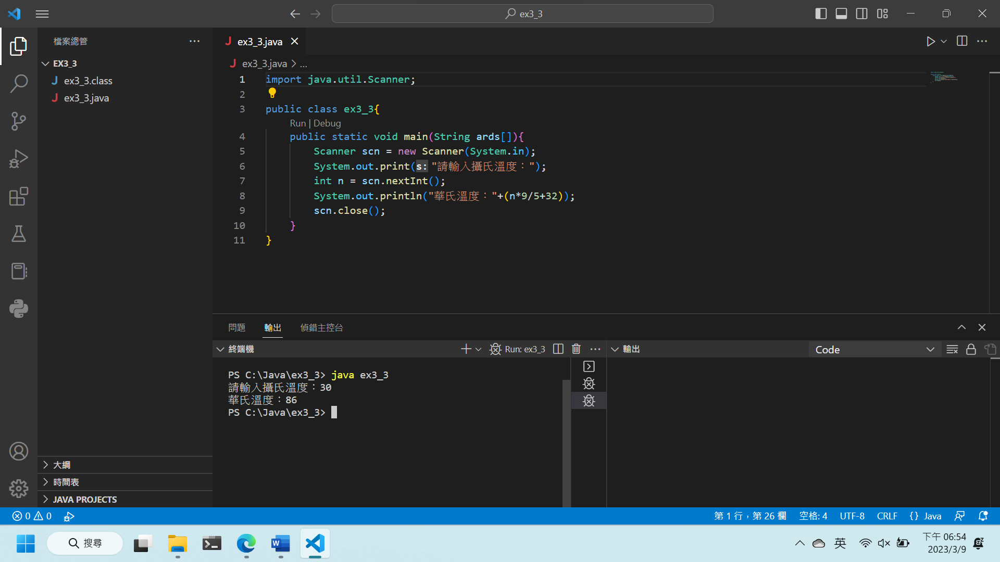 ex3_3
檔案總管
EX3_3
ex3_3.class
ex3_3.java
ex3_3.java
ex3_3.java > ...
1 import java.util.Scanner;
2
3 public class ex3_3{
Run | Debug
4 public static void main(String ards[]){
5 Scanner scn = new Scanner(System.in);
6 System.out.print(s: "請輸入攝氏溫度：");
7 int n = scn.nextInt();
8 System.out.println("華氏溫度："+(n*9/5+32));
9 scn.close();
10 }
11 }
問題 輸出 偵錯主控台
終端機 Run: ex3_3
PS C:\Java\ex3_3> java ex3_3
請輸入攝氏溫度：30
華氏溫度：86
PS C:\Java\ex3_3>
輸出 Code
大綱
時間表
JAVA PROJECTS
0 0
第 1 行，第 26 欄 空格: 4 UTF-8 CRLF {} Java
搜尋
英
下午 06:54
2023/3/9